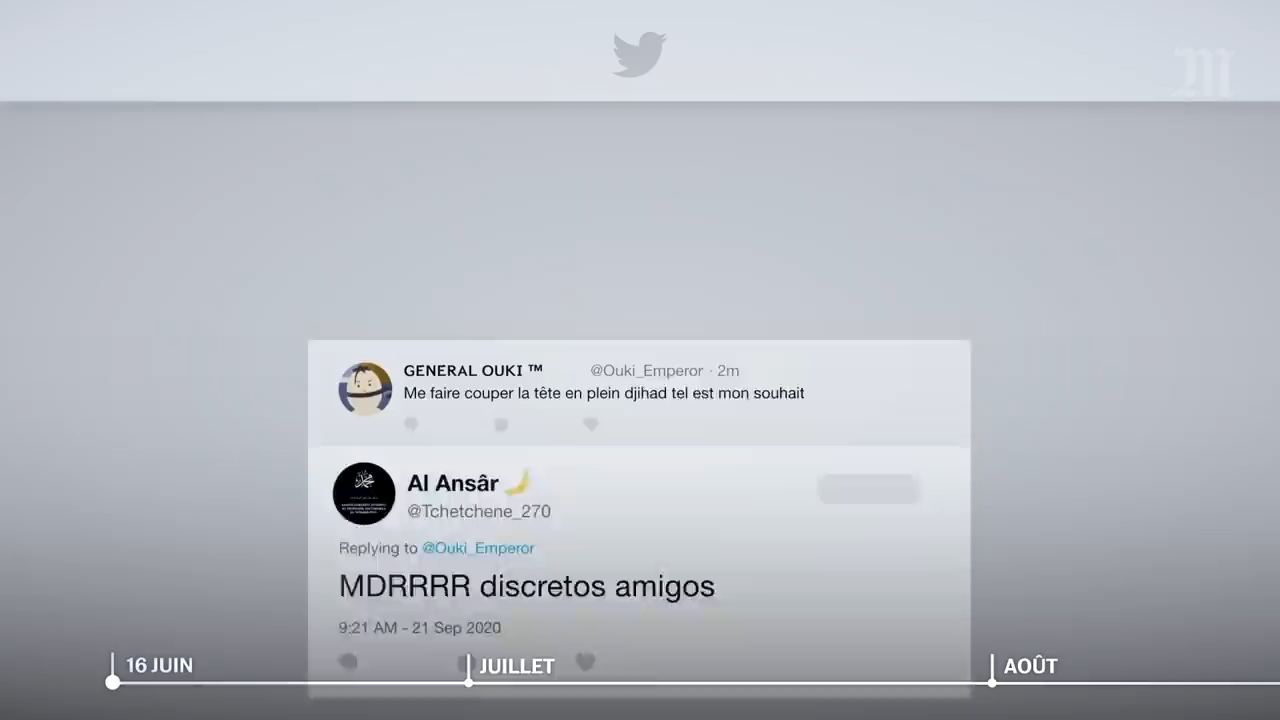 M
GENERAL OUKI ™ @Ouki_Emperor · 2m
Me faire couper la tête en plein djihad tel est mon souhait
Al Ansâr
@Tchetchene_270
Replying to @Ouki_Emperor
MDRRRR discretos amigos
9:21 AM - 21 Sep 2020
16 JUIN
JUILLET
AOÛT